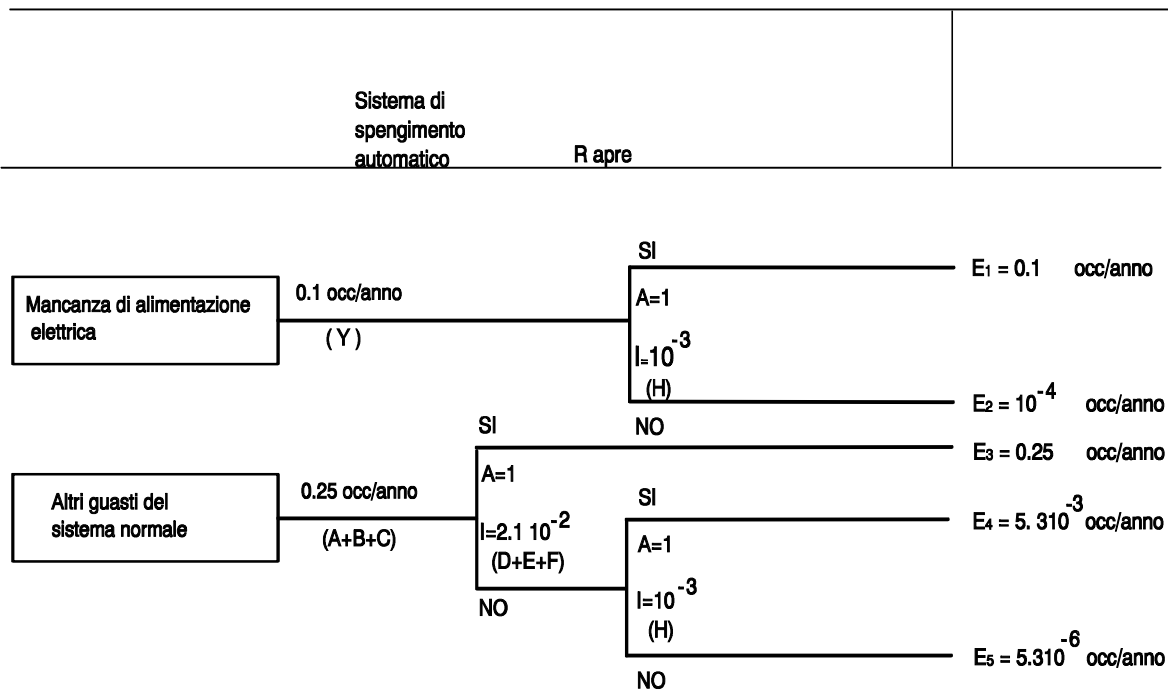 Sistema di
spengimento
automatico
R apre
SI
Mancanza di alimentazione
elettrica
0.1 occ/anno
( Y )
A=1
I=10⁻³
(H)
NO
E₁ = 0.1 occ/anno
E₂ = 10⁻⁴ occ/anno
SI
E₃ = 0.25 occ/anno
Altri guasti del
sistema normale
0.25 occ/anno
(A+B+C)
A=1
I=2.1 10⁻²
(D+E+F)
NO
SI
A=1
I=10⁻³
(H)
NO
E₄ = 5. 310⁻³ occ/anno
E₅ = 5.310⁻⁶ occ/anno